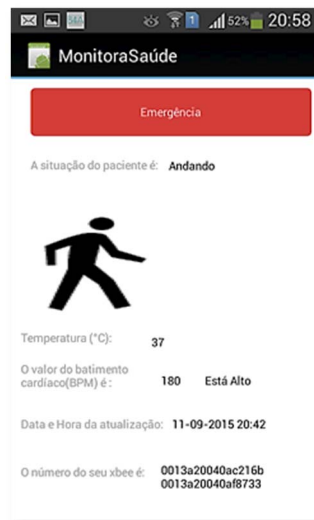 1 52% 20:58
MonitoraSaúde
Emergência
A situação do paciente é: Andando
Temperatura (°C): 37
O valor do batimento
cardíaco(BPM) é : 180 Está Alto
Data e Hora da atualização: 11-09-2015 20:42
O número do seu xbee é: 0013a20040ac216b
0013a20040af8733